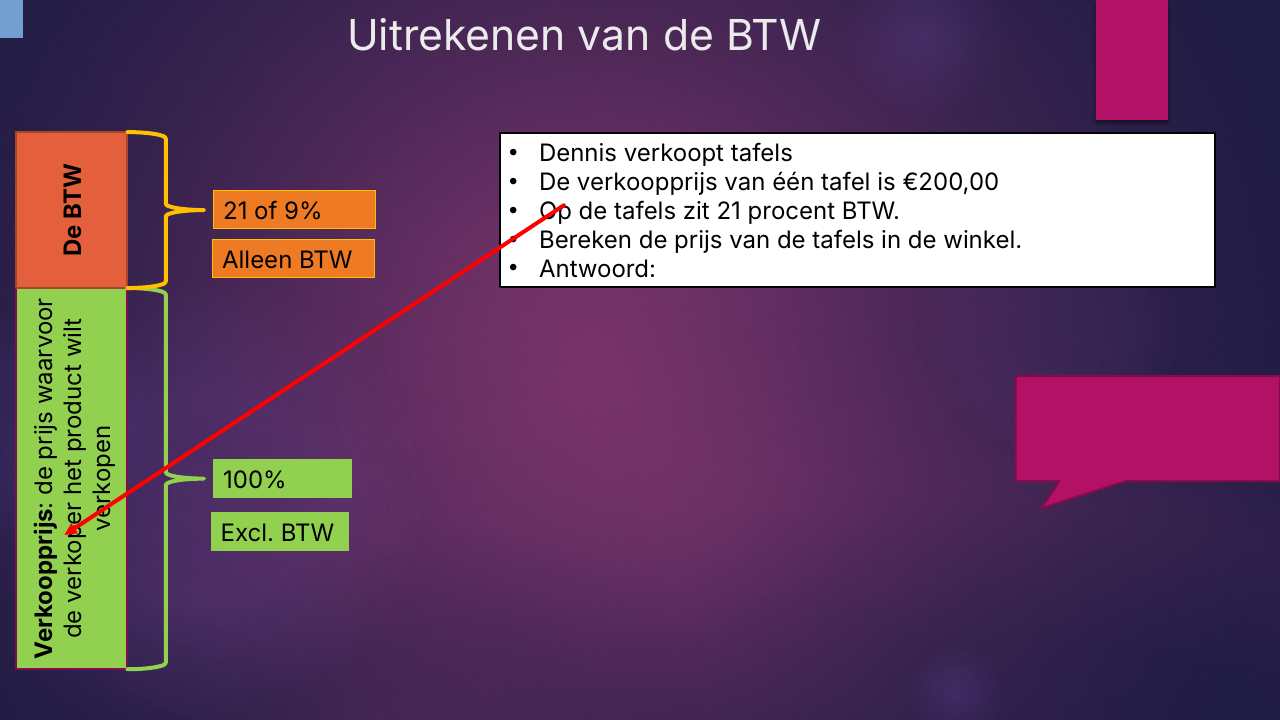 Uitrekenen van de BTW
De BTW
21 of 9%
Alleen BTW
• Dennis verkoopt tafels
• De verkoopprijs van één tafel is €200,00
• Op de tafels zit 21 procent BTW.
• Bereken de prijs van de tafels in de winkel.
• Antwoord:
Verkoopprijs: de prijs waarvoor
de verkoper het product wilt
verkopen
100%
Excl. BTW